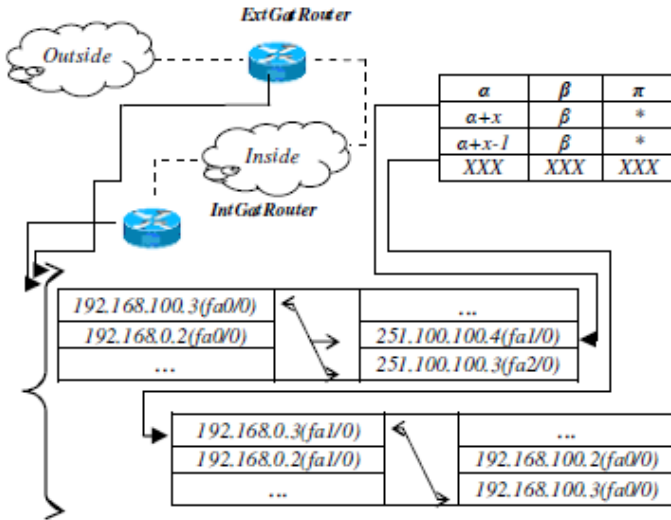 ExtGatRouter
Outside
Inside
IntGatRouter
α β π
α+x β *
α+x-1 β *
XXX XXX XXX
192.168.100.3(fa0/0) ...
192.168.0.2(fa0/0) 251.100.100.4(fa1/0)
... 251.100.100.3(fa2/0)
192.168.0.3(fa1/0) ...
192.168.0.2(fa1/0) 192.168.100.2(fa0/0)
... 192.168.100.3(fa0/0)